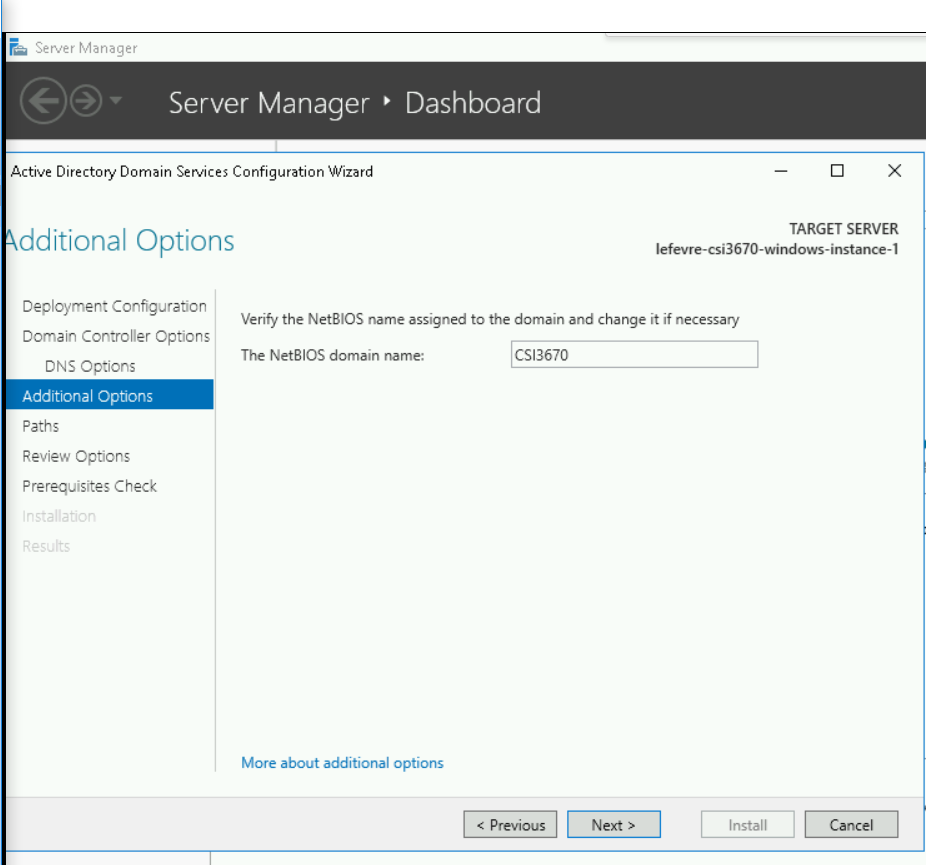 Server Manager
Server Manager ‣ Dashboard
Active Directory Domain Services Configuration Wizard
Additional Options
TARGET SERVER
lefevre-csi3670-windows-instance-1
Deployment Configuration
Domain Controller Options
DNS Options
Additional Options
Paths
Review Options
Prerequisites Check
Installation
Results
Verify the NetBIOS name assigned to the domain and change it if necessary
The NetBIOS domain name: CSI3670
More about additional options
< Previous Next > Install Cancel